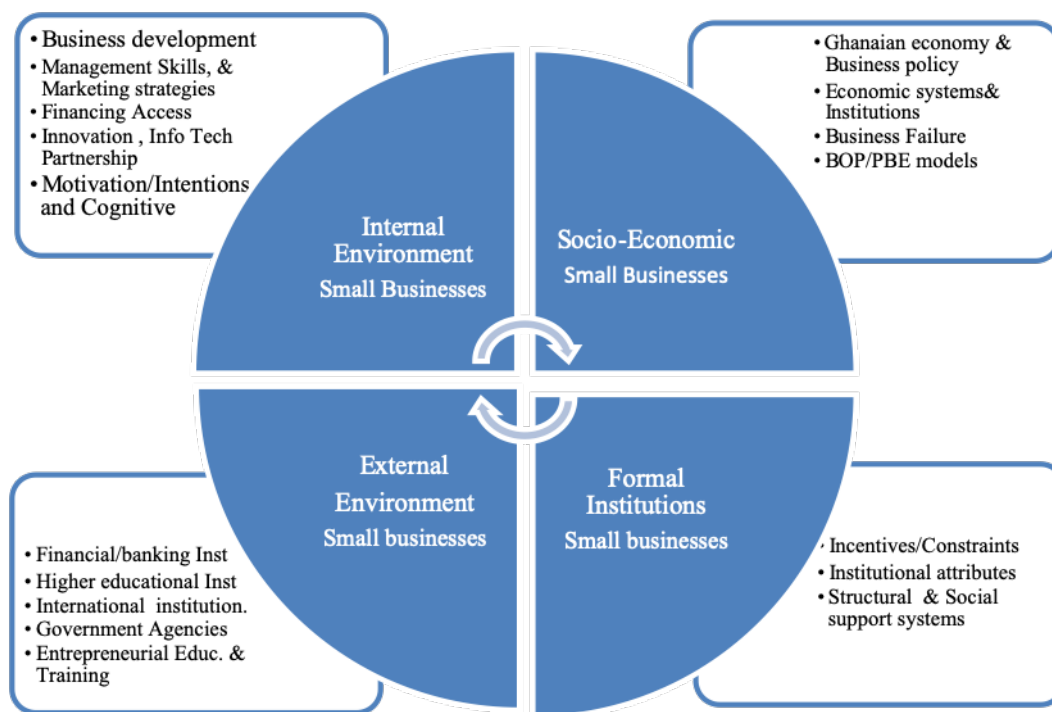 • Business development
• Management Skills, &
Marketing strategies
• Financing Access
• Innovation , Info Tech
Partnership
• Motivation/Intentions
and Cognitive
• Ghanaian economy &
Business policy
• Economic systems&
Institutions
• Business Failure
• BOP/PBE models
Internal
Environment
Small Businesses
Socio-Economic
Small Businesses
External
Environment
Small businesses
Formal
Institutions
Small businesses
• Financial/banking Inst
• Higher educational Inst
• International institution.
• Government Agencies
• Entrepreneurial Educ. &
Training
• Incentives/Constraints
• Institutional attributes
• Structural & Social
support systems